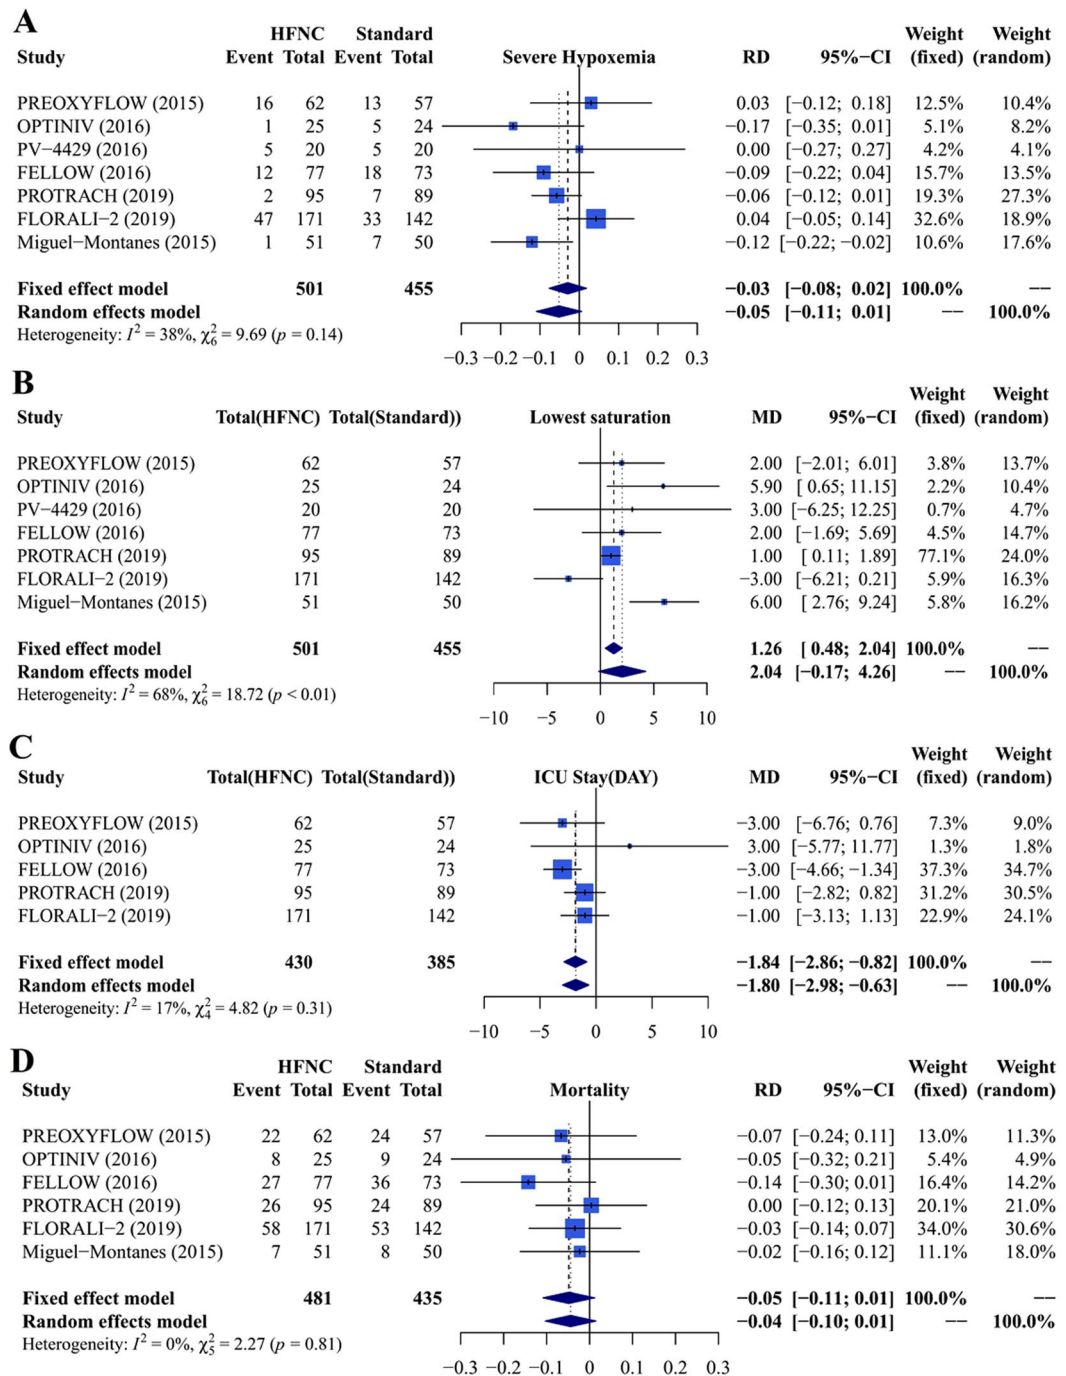 A
HFNC Standard Weight Weight
Study Event Total Event Total Severe Hypoxemia RD 95%−CI (fixed) (random)
PREOXYFLOW (2015) 16 62 13 57 0.03 [−0.12; 0.18] 12.5% 10.4%
OPTINIV (2016) 1 25 5 24 −0.17 [−0.35; 0.01] 5.1% 8.2%
PV−4429 (2016) 5 20 5 20 0.00 [−0.27; 0.27] 4.2% 4.1%
FELLOW (2016) 12 77 18 73 −0.09 [−0.22; 0.04] 15.7% 13.5%
PROTRACH (2019) 2 95 7 89 −0.06 [−0.12; 0.01] 19.3% 27.3%
FLORALI−2 (2019) 47 171 33 142 0.04 [−0.05; 0.14] 32.6% 18.9%
Miguel−Montanes (2015) 1 51 7 50 −0.12 [−0.22; −0.02] 10.6% 17.6%
Fixed effect model 501 455 −0.03 [−0.08; 0.02] 100.0% −−
Random effects model −0.05 [−0.11; 0.01] −− 100.0%
Heterogeneity: I² = 38%, χ²₆ = 9.69 (p = 0.14)
−0.3 −0.2 −0.1 0 0.1 0.2 0.3
B
Weight Weight
Study Total(HFNC) Total(Standard)) Lowest saturation MD 95%−CI (fixed) (random)
PREOXYFLOW (2015) 62 57 2.00 [−2.01; 6.01] 3.8% 13.7%
OPTINIV (2016) 25 24 5.90 [ 0.65; 11.15] 2.2% 10.4%
PV−4429 (2016) 20 20 3.00 [−6.25; 12.25] 0.7% 4.7%
FELLOW (2016) 77 73 2.00 [−1.69; 5.69] 4.5% 14.7%
PROTRACH (2019) 95 89 1.00 [ 0.11; 1.89] 77.1% 24.0%
FLORALI−2 (2019) 171 142 −3.00 [−6.21; 0.21] 5.9% 16.3%
Miguel−Montanes (2015) 51 50 6.00 [ 2.76; 9.24] 5.8% 16.2%
Fixed effect model 501 455 1.26 [ 0.48; 2.04] 100.0% −−
Random effects model 2.04 [−0.17; 4.26] −− 100.0%
Heterogeneity: I² = 68%, χ²₆ = 18.72 (p < 0.01)
−10 −5 0 5 10
C
Weight Weight
Study Total(HFNC) Total(Standard)) ICU Stay(DAY) MD 95%−CI (fixed) (random)
PREOXYFLOW (2015) 62 57 −3.00 [−6.76; 0.76] 7.3% 9.0%
OPTINIV (2016) 25 24 3.00 [−5.77; 11.77] 1.3% 1.8%
FELLOW (2016) 77 73 −3.00 [−4.66; −1.34] 37.3% 34.7%
PROTRACH (2019) 95 89 −1.00 [−2.82; 0.82] 31.2% 30.5%
FLORALI−2 (2019) 171 142 −1.00 [−3.13; 1.13] 22.9% 24.1%
Fixed effect model 430 385 −1.84 [−2.86; −0.82] 100.0% −−
Random effects model −1.80 [−2.98; −0.63] −− 100.0%
Heterogeneity: I² = 17%, χ²₄ = 4.82 (p = 0.31)
−10 −5 0 5 10
D
HFNC Standard Weight Weight
Study Event Total Event Total Mortality RD 95%−CI (fixed) (random)
PREOXYFLOW (2015) 22 62 24 57 −0.07 [−0.24; 0.11] 13.0% 11.3%
OPTINIV (2016) 8 25 9 24 −0.05 [−0.32; 0.21] 5.4% 4.9%
FELLOW (2016) 27 77 36 73 −0.14 [−0.30; 0.01] 16.4% 14.2%
PROTRACH (2019) 26 95 24 89 0.00 [−0.12; 0.13] 20.1% 21.0%
FLORALI−2 (2019) 58 171 53 142 −0.03 [−0.14; 0.07] 34.0% 30.6%
Miguel−Montanes (2015) 7 51 8 50 −0.02 [−0.16; 0.12] 11.1% 18.0%
Fixed effect model 481 435 −0.05 [−0.11; 0.01] 100.0% −−
Random effects model −0.04 [−0.10; 0.01] −− 100.0%
Heterogeneity: I² = 0%, χ²₅ = 2.27 (p = 0.81)
−0.3 −0.2 −0.1 0 0.1 0.2 0.3